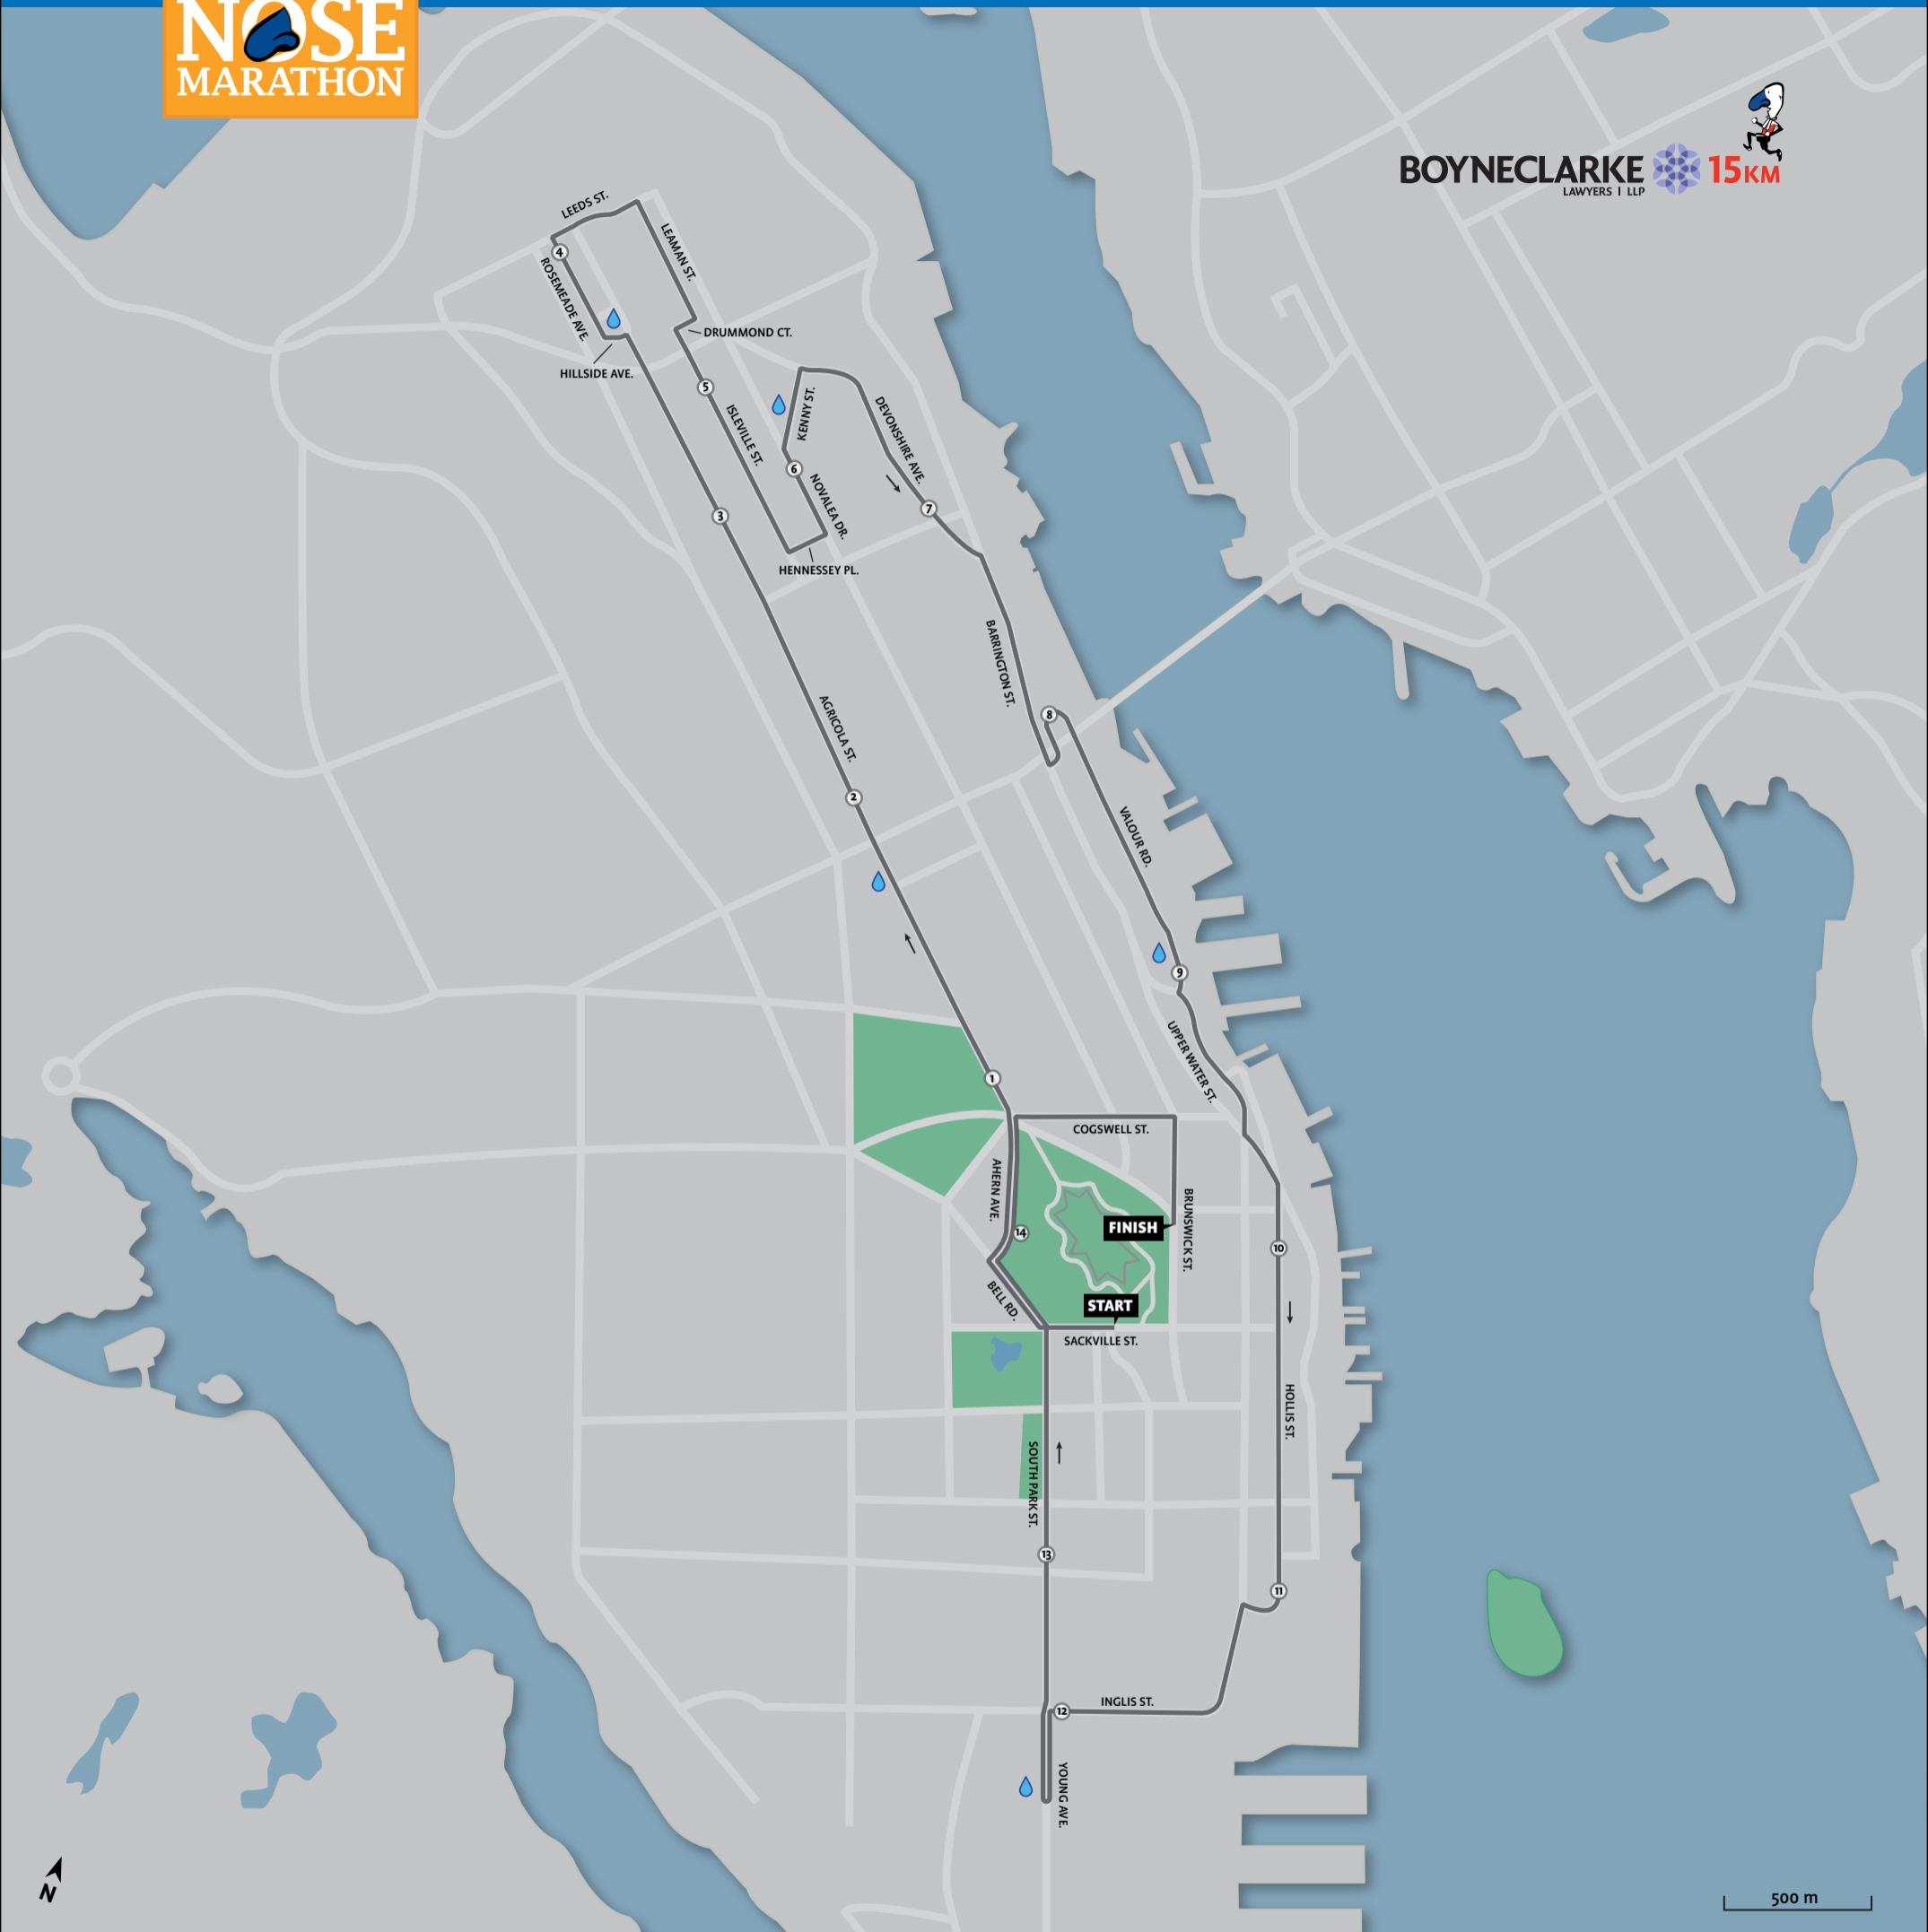 NOSE
MARATHON
BOYNECLARKE
LAWYERS | LLP
15KM
LEEDS ST.
LEAMAN ST.
4
ROSEMEADE AVE.
DRUMMOND CT.
HILLSIDE AVE.
5
KENNY ST.
DEVONSHIRE AVE.
ISLEVILLE ST.
6
NOVALEA DR.
7
3
HENNESSEY PL.
BARRINGTON ST.
8
AGRICOLA ST.
2
VALOUR RD.
9
UPPER WATER ST.
1
COGSWELL ST.
AHERN AVE.
BRUNSWICK ST.
FINISH
14
10
BELL RD.
START
SACKVILLE ST.
HOLLIS ST.
SOUTH PARK ST.
13
11
12
INGLIS ST.
YOUNG AVE.
N
500 m